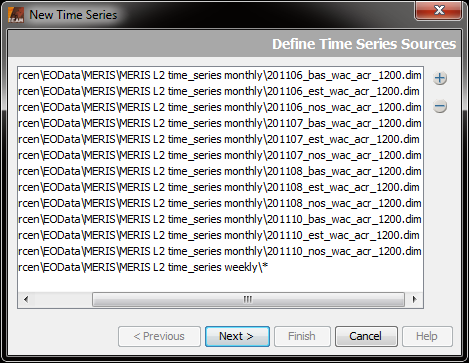 BEAM
New Time Series
Define Time Series Sources
rcen\EOData\MERIS\MERIS L2 time_series monthly\201106_bas_wac_acr_1200.dim
rcen\EOData\MERIS\MERIS L2 time_series monthly\201106_est_wac_acr_1200.dim
rcen\EOData\MERIS\MERIS L2 time_series monthly\201106_nos_wac_acr_1200.dim
rcen\EOData\MERIS\MERIS L2 time_series monthly\201107_bas_wac_acr_1200.dim
rcen\EOData\MERIS\MERIS L2 time_series monthly\201107_est_wac_acr_1200.dim
rcen\EOData\MERIS\MERIS L2 time_series monthly\201107_nos_wac_acr_1200.dim
rcen\EOData\MERIS\MERIS L2 time_series monthly\201108_bas_wac_acr_1200.dim
rcen\EOData\MERIS\MERIS L2 time_series monthly\201108_est_wac_acr_1200.dim
rcen\EOData\MERIS\MERIS L2 time_series monthly\201108_nos_wac_acr_1200.dim
rcen\EOData\MERIS\MERIS L2 time_series monthly\201110_bas_wac_acr_1200.dim
rcen\EOData\MERIS\MERIS L2 time_series monthly\201110_est_wac_acr_1200.dim
rcen\EOData\MERIS\MERIS L2 time_series monthly\201110_nos_wac_acr_1200.dim
rcen\EOData\MERIS\MERIS L2 time_series weekly\*
< Previous Next > Finish Cancel Help